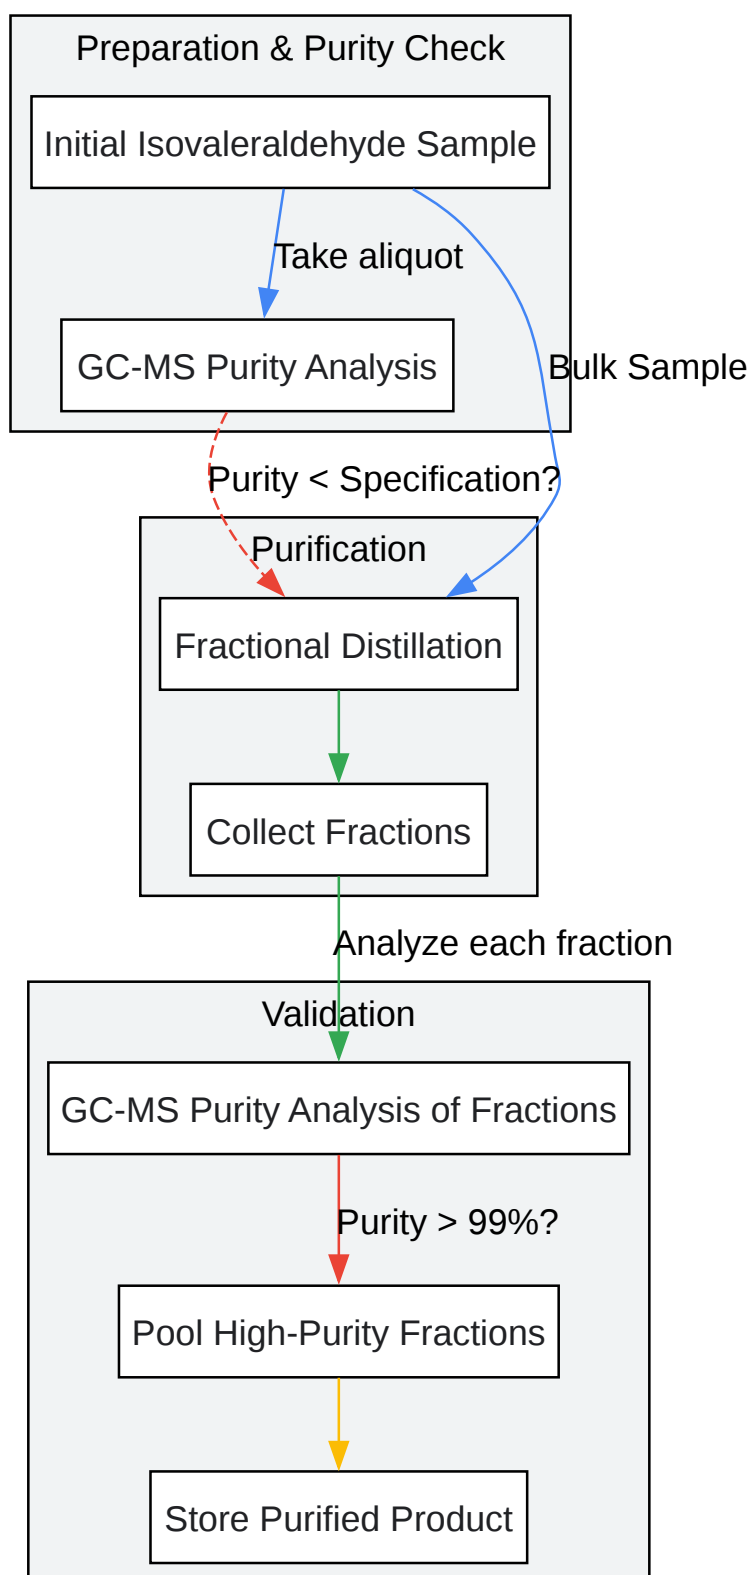 Preparation & Purity Check
Initial Isovaleraldehyde Sample
Take aliquot
GC-MS Purity Analysis
Bulk Sample
Purity < Specification?
Purification
Fractional Distillation
Collect Fractions
Analyze each fraction
Validation
GC-MS Purity Analysis of Fractions
Purity > 99%?
Pool High-Purity Fractions
Store Purified Product